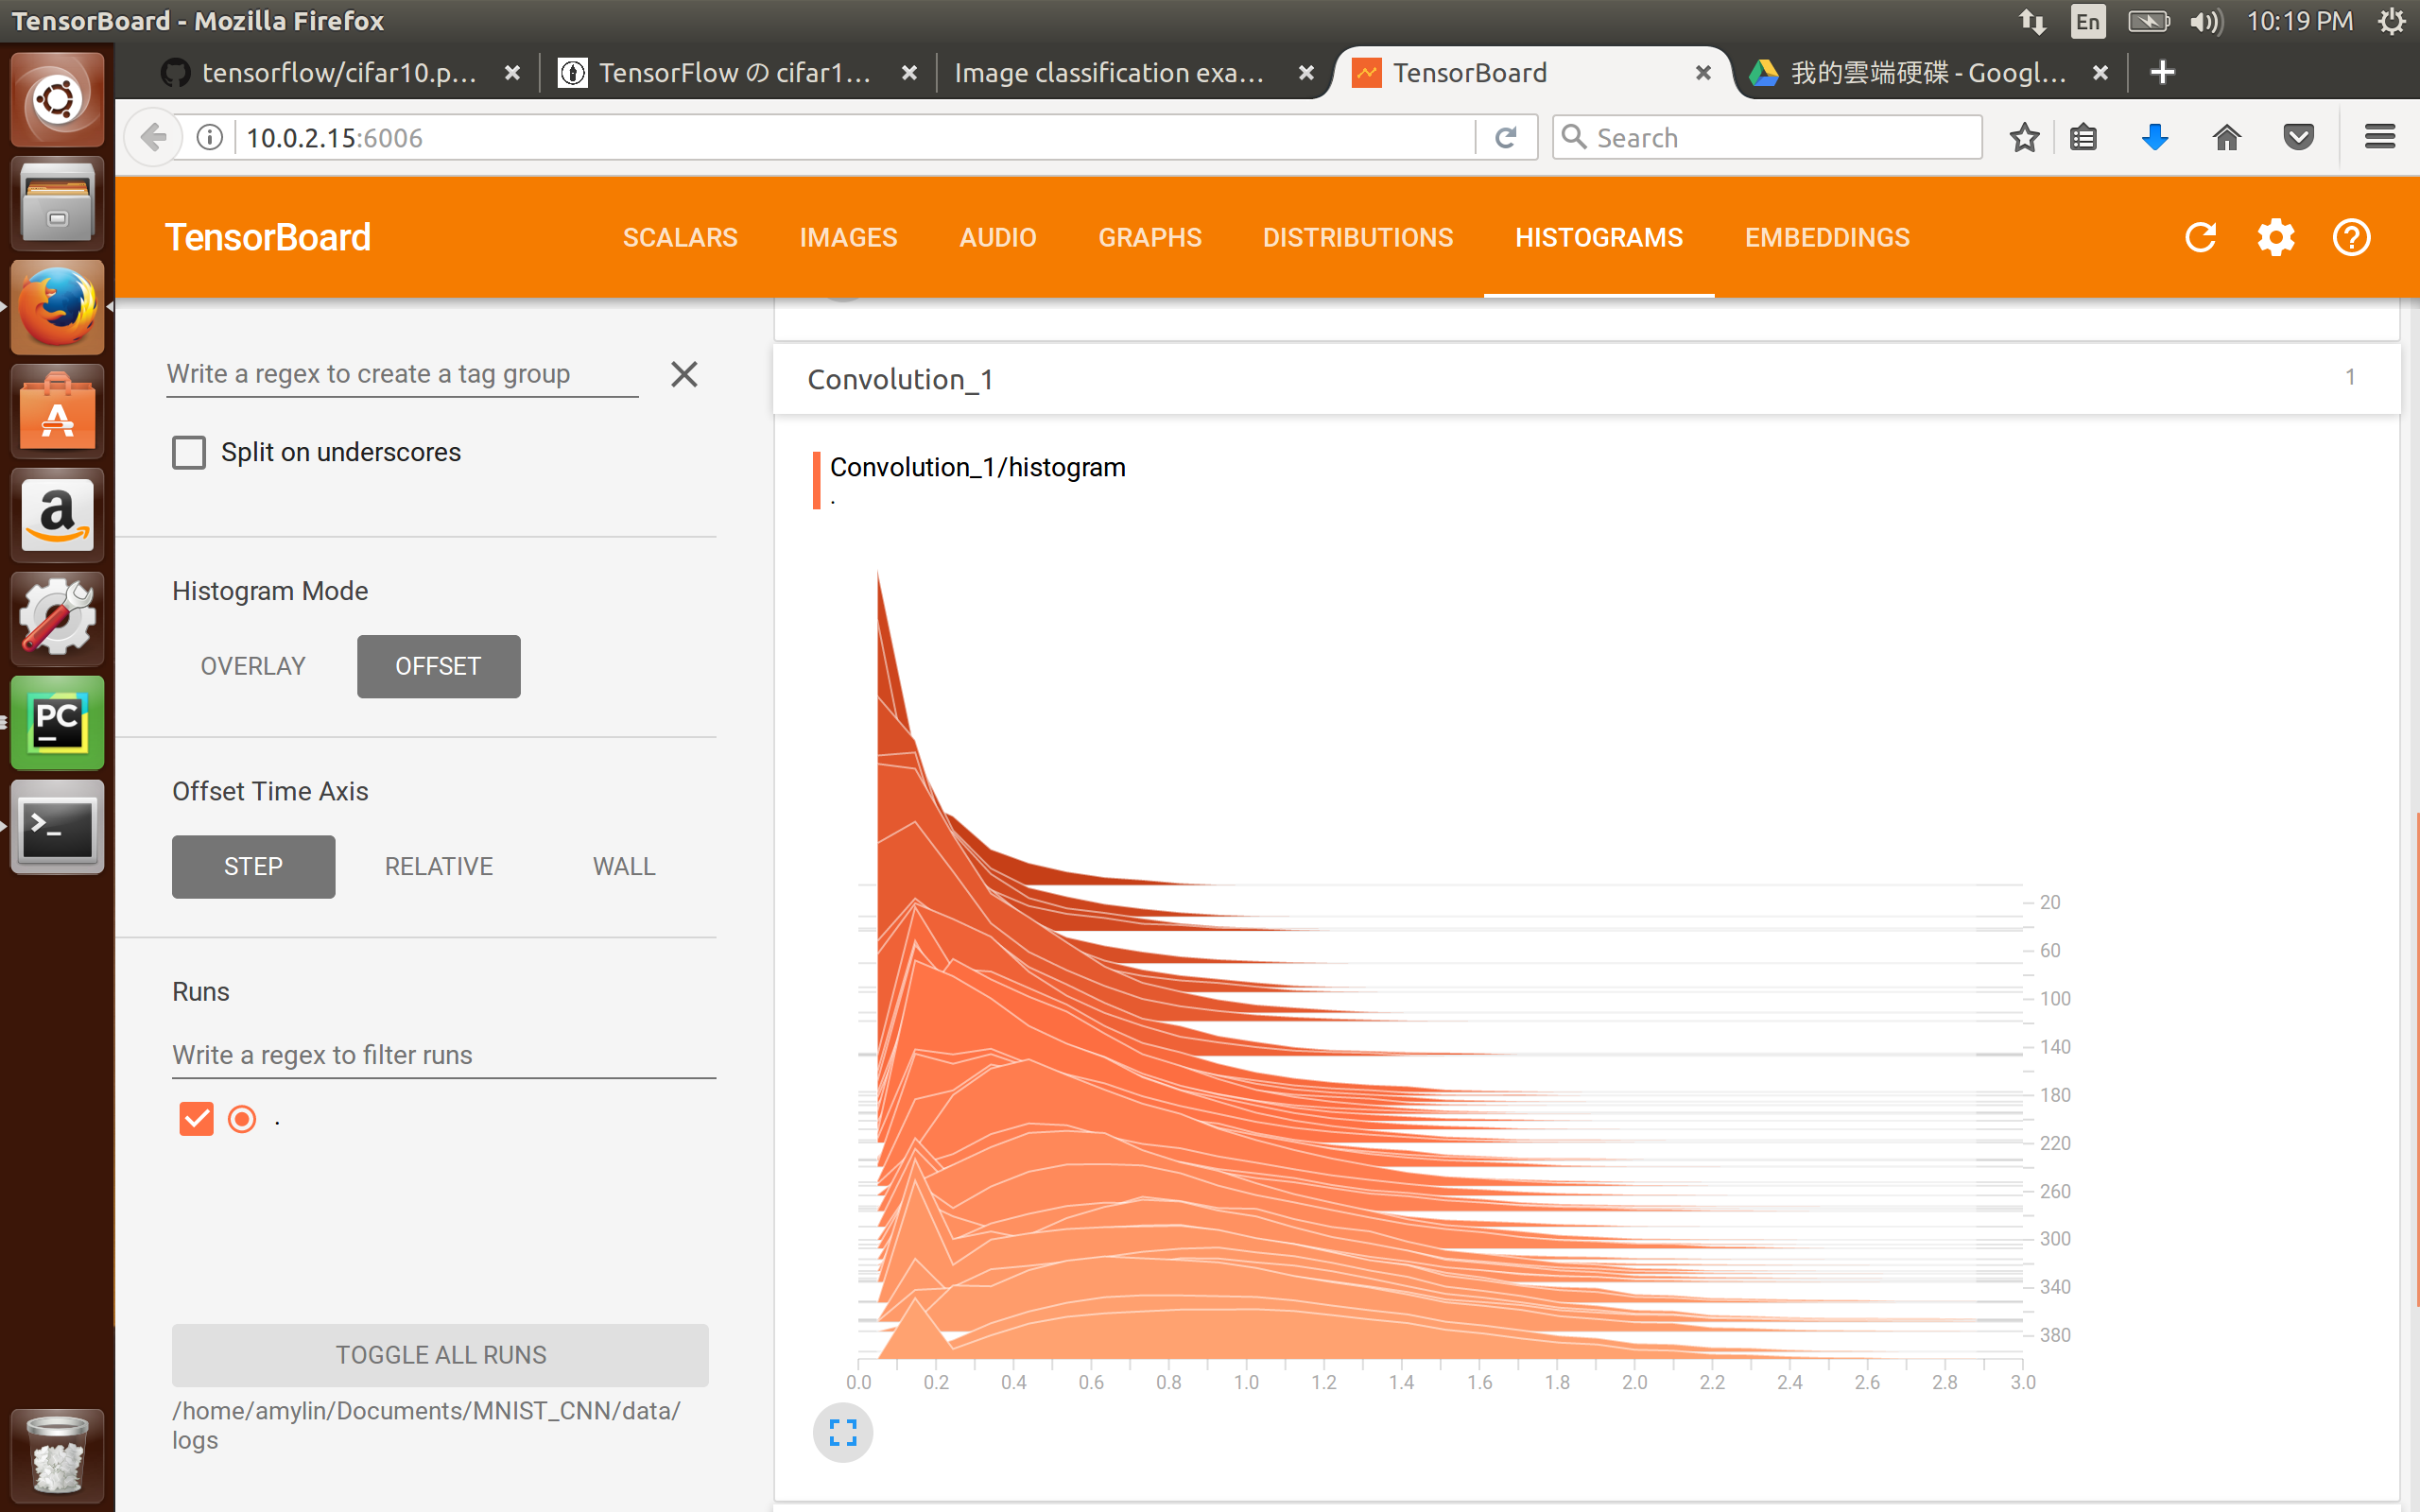 TensorBoard - Mozilla Firefox
En
10:19 PM
tensorflow/cifar10.p...
TensorFlow の cifar1...
Image classification exa...
TensorBoard
我的雲端硬碟 - Googl...
10.0.2.15:6006
Search
TensorBoard
SCALARS
IMAGES
AUDIO
GRAPHS
DISTRIBUTIONS
HISTOGRAMS
EMBEDDINGS
Write a regex to create a tag group
Split on underscores
Histogram Mode
OVERLAY
OFFSET
Offset Time Axis
STEP
RELATIVE
WALL
Runs
Write a regex to filter runs
.
TOGGLE ALL RUNS
/home/amylin/Documents/MNIST_CNN/data/
logs
Convolution_1
1
Convolution_1/histogram
.
20
60
100
140
180
220
260
300
340
380
0.0 0.2 0.4 0.6 0.8 1.0 1.2 1.4 1.6 1.8 2.0 2.2 2.4 2.6 2.8 3.0
A
a
PC
>_